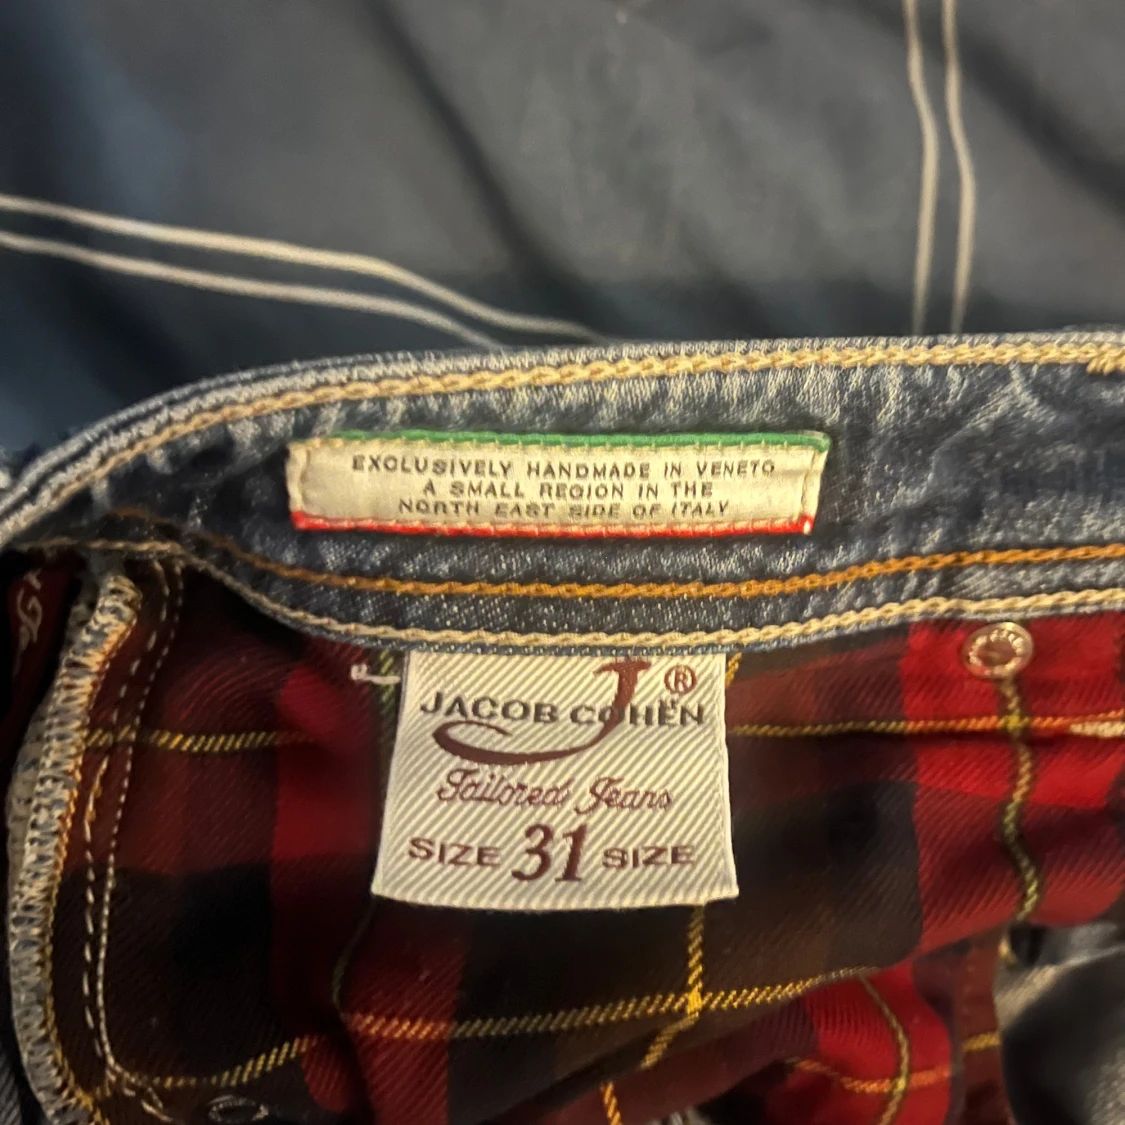 EXCLUSIVELY HANDMADE IN VENETO
A SMALL REGION IN THE
NORTH EAST SIDE OF ITALY
J®
JACOB COHËN
Tailored Jeans
SIZE 31 SIZE